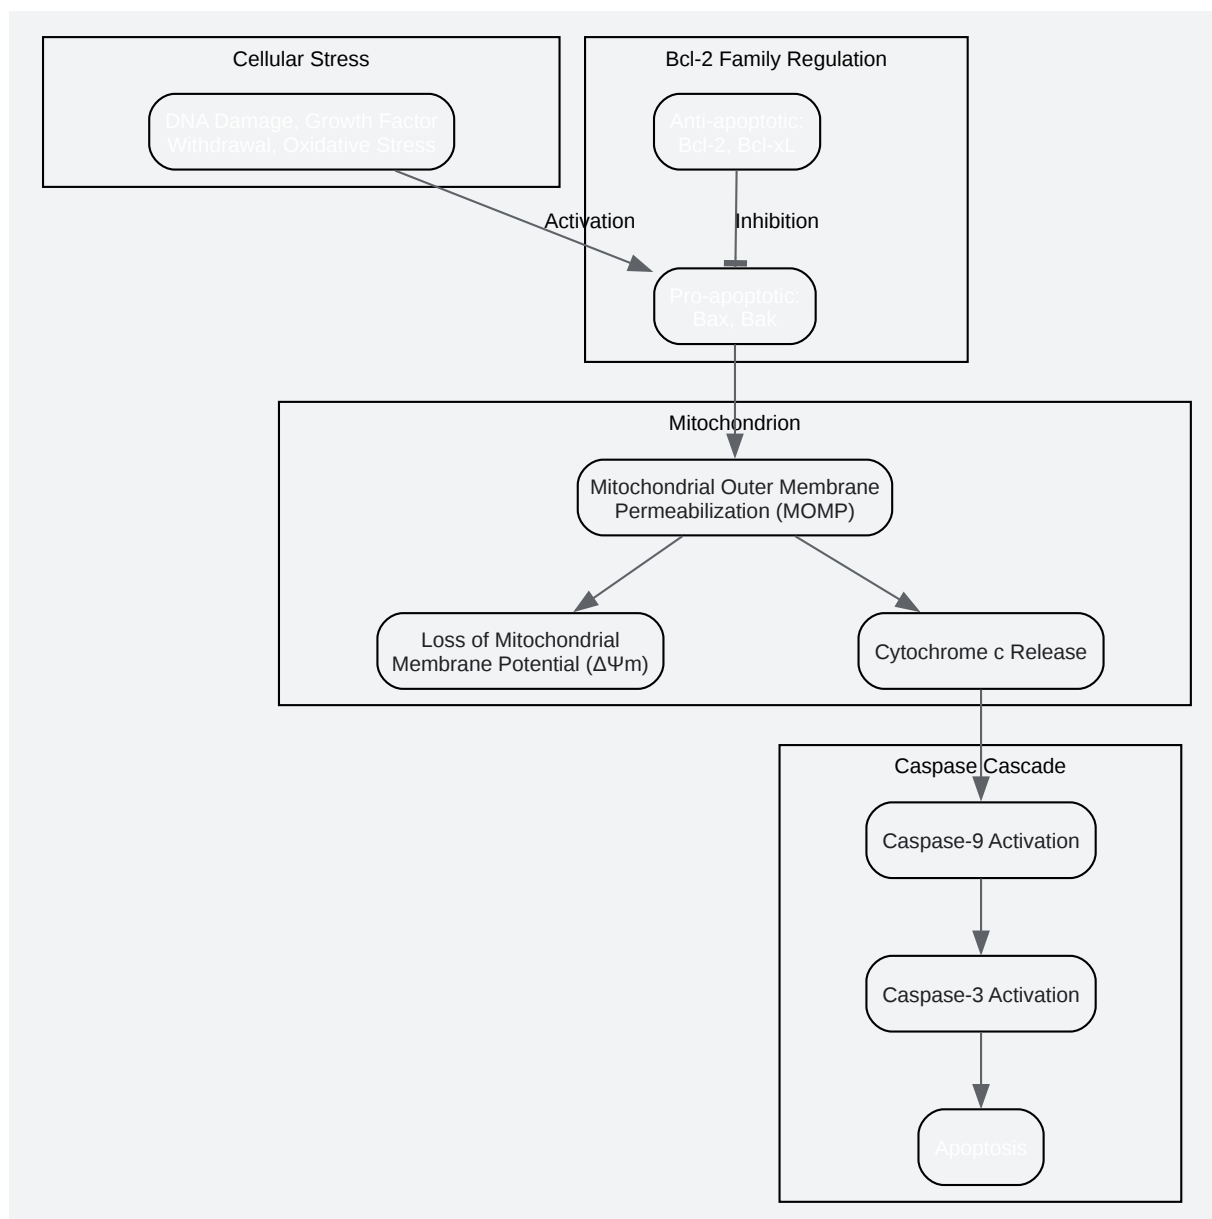 Cellular Stress
DNA Damage, Growth Factor
Withdrawal, Oxidative Stress
Bcl-2 Family Regulation
Anti-apoptotic:
Bcl-2, Bcl-xL
Activation
Inhibition
Pro-apoptotic:
Bax, Bak
Mitochondrion
Mitochondrial Outer Membrane
Permeabilization (MOMP)
Loss of Mitochondrial
Membrane Potential (ΔΨm)
Cytochrome c Release
Caspase Cascade
Caspase-9 Activation
Caspase-3 Activation
Apoptosis